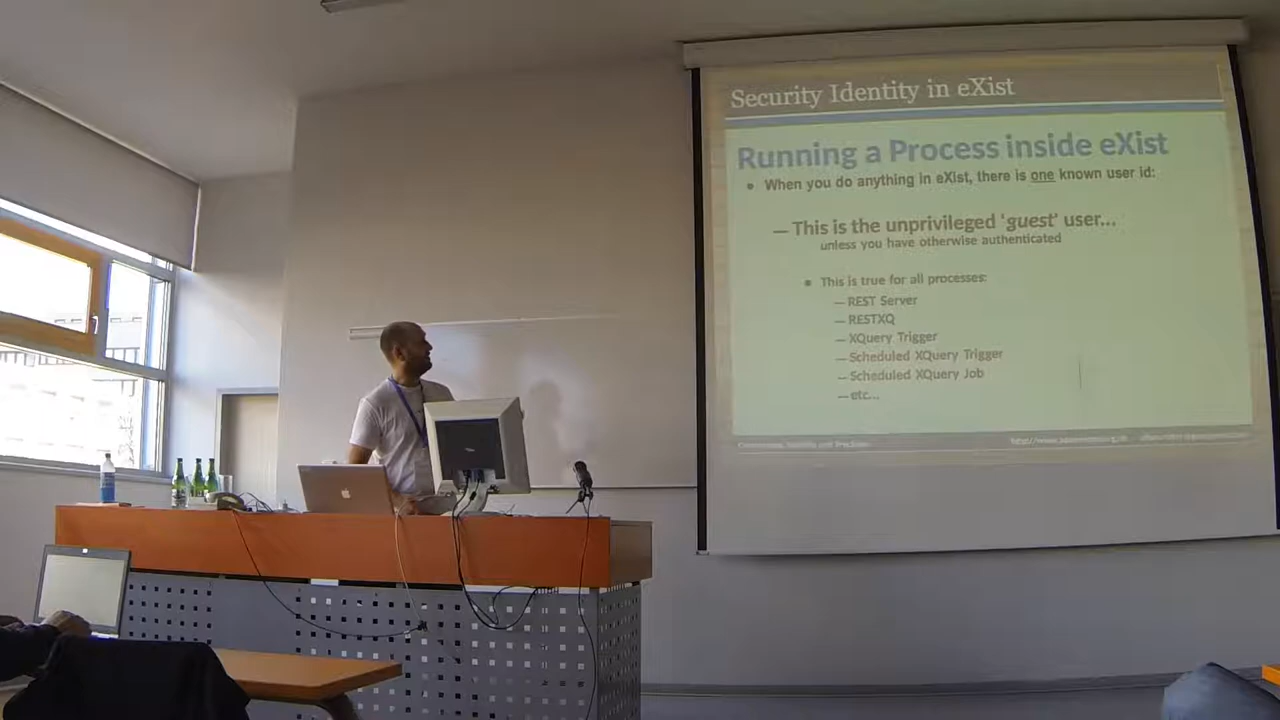 Security Identity in eXist
Running a Process inside eXist
• When you do anything in eXist, there is one known user id:
– This is the unprivileged 'guest' user...
unless you have otherwise authenticated
• This is true for all processes:
– REST Server
– RESTXQ
– XQuery Trigger
– Scheduled XQuery Trigger
– Scheduled XQuery Job
– etc...